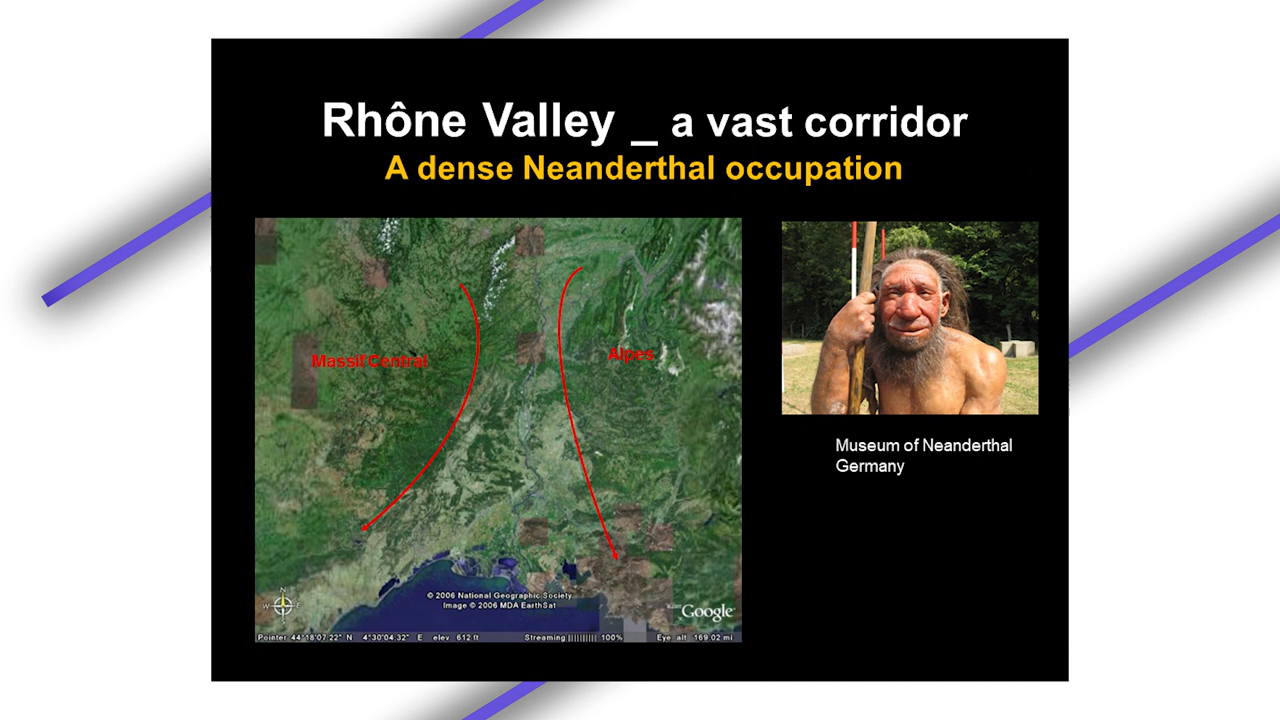 Rhône Valley _ a vast corridor
A dense Neanderthal occupation
Massif Central
Alpes
N
W E
© 2006 National Geographic Society
Image © 2006 MDA EarthSat
Google
Pointer 44°18'07.22" N 4°30'04.32" E elev 612 ft Streaming |||||||||| 100% Eye alt 169.02 mi
Museum of Neanderthal
Germany